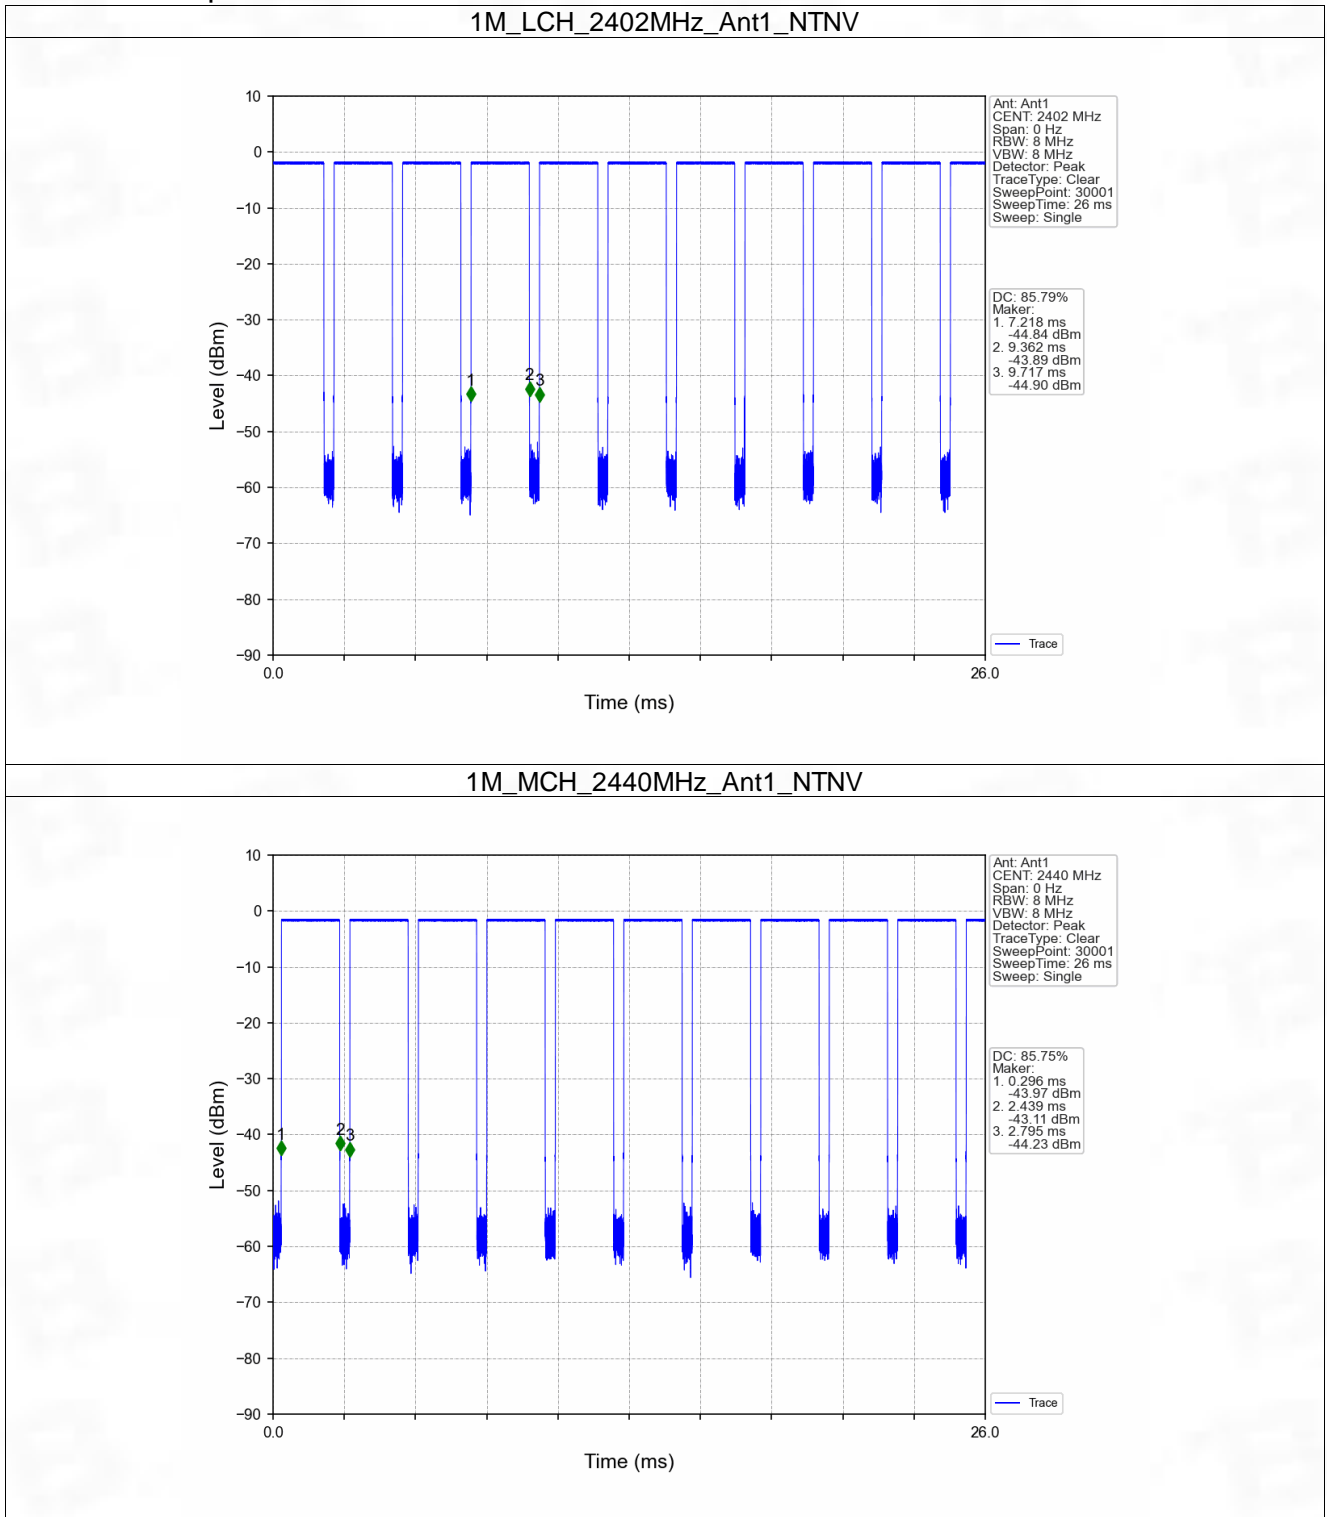 1M_LCH_2402MHz_Ant1_NTNV
10
0
−10
−20
−30
−40
−50
−60
−70
−80
−90
Level (dBm)
1
2
3
0.0
26.0
Time (ms)
Ant: Ant1
CENT: 2402 MHz
Span: 0 Hz
RBW: 8 MHz
VBW: 8 MHz
Detector: Peak
TraceType: Clear
SweepPoint: 30001
SweepTime: 26 ms
Sweep: Single
DC: 85.79%
Maker:
1. 7.218 ms
-44.84 dBm
2. 9.362 ms
-43.89 dBm
3. 9.717 ms
-44.90 dBm
Trace
1M_MCH_2440MHz_Ant1_NTNV
10
0
−10
−20
−30
−40
−50
−60
−70
−80
−90
Level (dBm)
1
2
3
0.0
26.0
Time (ms)
Ant: Ant1
CENT: 2440 MHz
Span: 0 Hz
RBW: 8 MHz
VBW: 8 MHz
Detector: Peak
TraceType: Clear
SweepPoint: 30001
SweepTime: 26 ms
Sweep: Single
DC: 85.75%
Maker:
1. 0.296 ms
-43.97 dBm
2. 2.439 ms
-43.11 dBm
3. 2.795 ms
-44.23 dBm
Trace